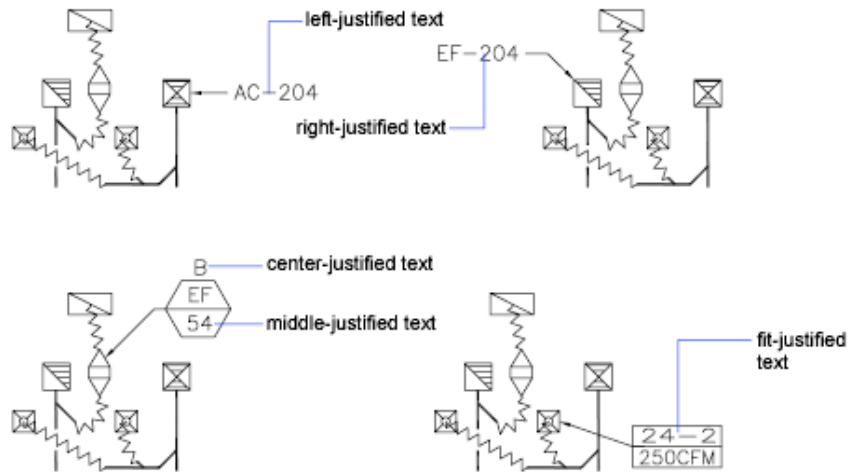 left-justified text
EF-204
AC-204
right-justified text
B
center-justified text
EF
54
middle-justified text
fit-justified
text
24-2
250CFM